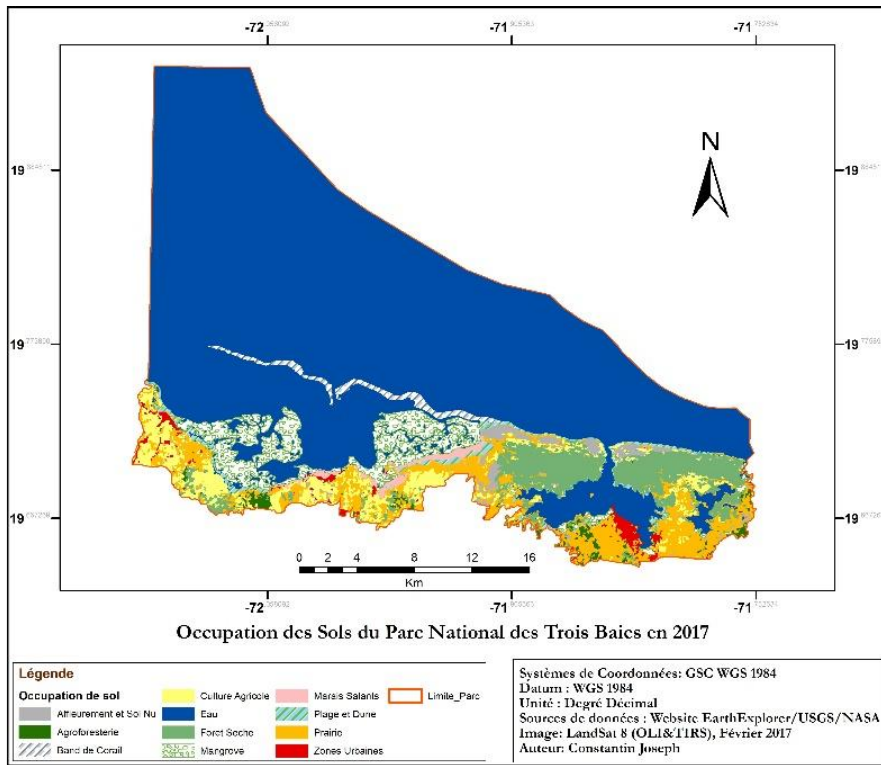 -72 -71 -71
N
19 19
19 19
19 19
0 2 4 8 12 16
Km
-72 -71 -71
Occupation des Sols du Parc National des Trois Baies en 2017
Légende
Occupation de sol
Affleurement et Sol Nu
Agroforesterie
Band de Corail
Culture Agricole
Eau
Foret Seche
Mangrove
Marais Salants
Plage et Dune
Prairie
Zones Urbaines
Limite_Parc
Systèmes de Coordonnées: GSC WGS 1984
Datum : WGS 1984
Unité : Degré Décimal
Sources de données : Website EarthExplorer/USGS/NASA
Image: LandSat 8 (OLI&TIRS), Février 2017
Auteur: Constantin Joseph